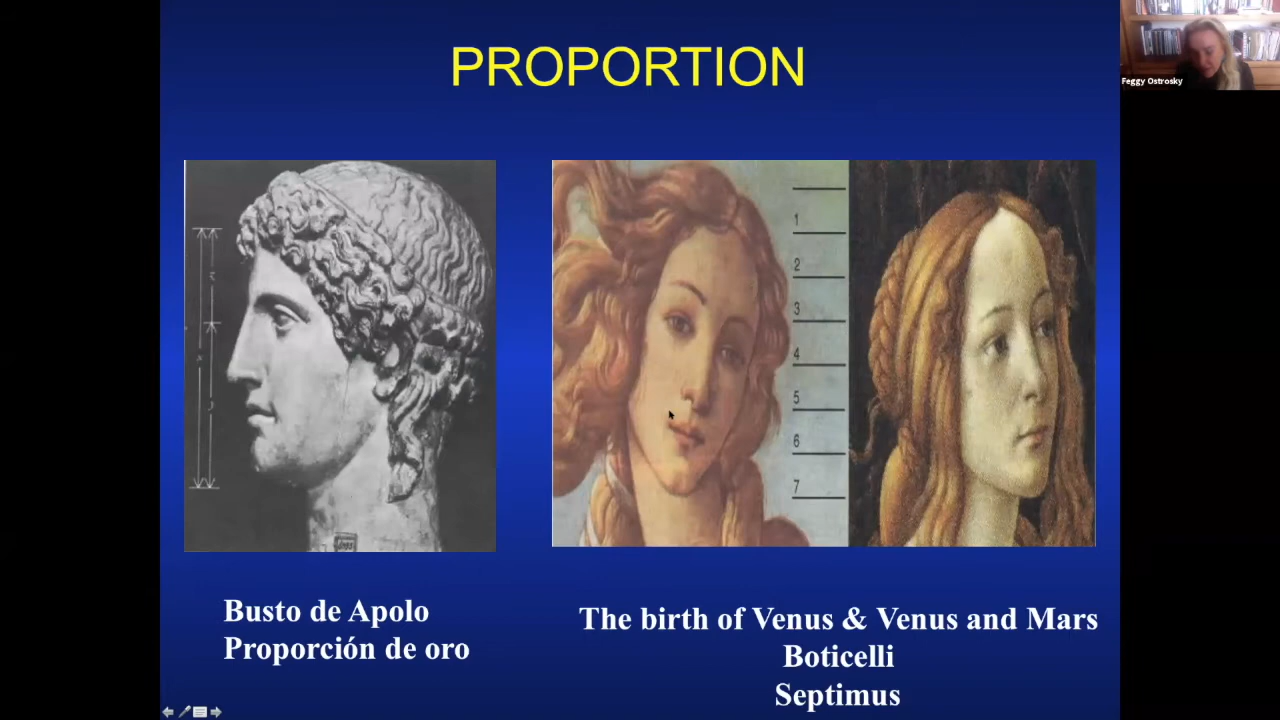 PROPORTION
Feggy Ostrosky
1
2
3
4
5
6
7
Busto de Apolo
Proporción de oro
The birth of Venus & Venus and Mars
Boticelli
Septimus